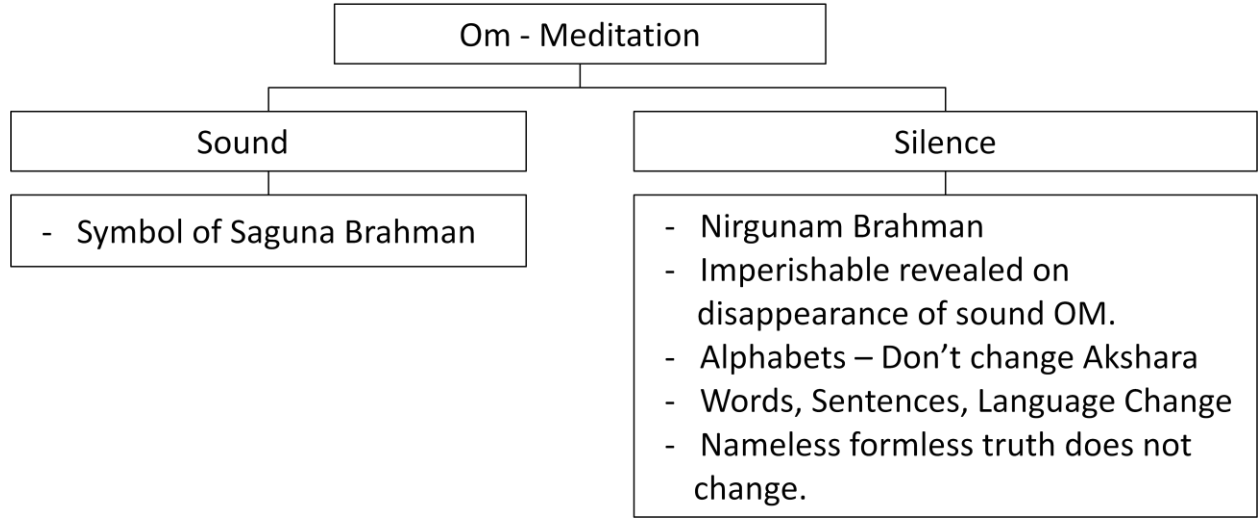 Om - Meditation
Sound
Silence
- Symbol of Saguna Brahman
- Nirgunam Brahman
- Imperishable revealed on
disappearance of sound OM.
- Alphabets – Don’t change Akshara
- Words, Sentences, Language Change
- Nameless formless truth does not
change.